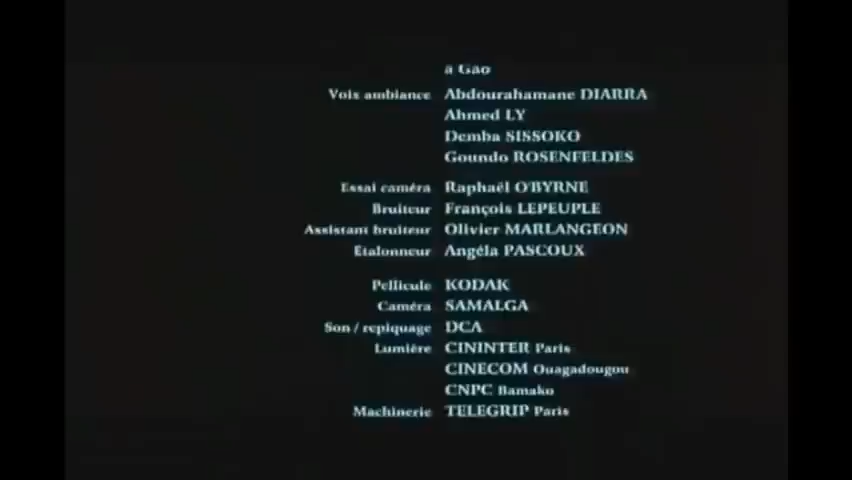 à Gao
Voix ambiance Abdourahamane DIARRA
Ahmed LY
Demba SISSOKO
Goundo ROSENFELDES
Essai caméra Raphaël O'BYRNE
Bruiteur François LEPEUPLE
Assistant bruiteur Olivier MARLANGEON
Etalonneur Angéla PASCOUX
Pellicule KODAK
Caméra SAMALGA
Son / repiquage DCA
Lumière CININTER Paris
CINECOM Ouagadougou
CNPC Bamako
Machinerie TELEGRIP Paris